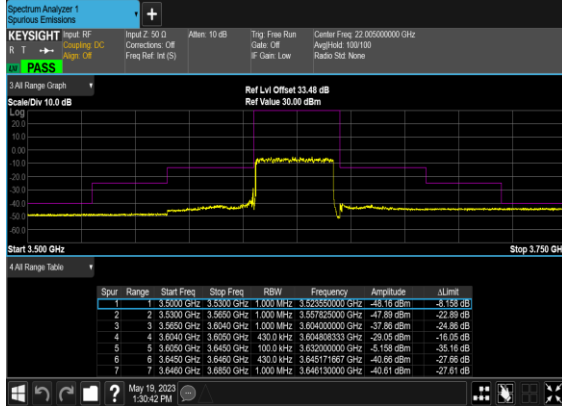 Spectrum Analyzer 1
Spurious Emissions
KEYSIGHT Input: RF Input Z: 50 Ω Atten: 10 dB Trig: Free Run Center Freq: 22.005000000 GHz
R T Coupling: DC Corrections: Off Gate: Off Avg|Hold: 100/100
Align: Off Freq Ref: Int (S) IF Gain: Low Radio Std: None
PASS
3 All Range Graph
Ref Lvl Offset 33.48 dB
Scale/Div 10.0 dB Ref Value 30.00 dBm
Log
20.0
10.0
0.00
-10.0
-20.0
-30.0
-40.0
-50.0
-60.0
Start 3.500 GHz Stop 3.750 GH
4 All Range Table
Spur Range Start Freq Stop Freq RBW Frequency Amplitude ΔLimit
1 1 3.5000 GHz 3.5300 GHz 1.000 MHz 3.523550000 GHz -48.16 dBm -8.158 dB
2 2 3.5300 GHz 3.5650 GHz 1.000 MHz 3.557825000 GHz -47.89 dBm -22.89 dB
3 3 3.5650 GHz 3.6040 GHz 1.000 MHz 3.604000000 GHz -37.86 dBm -24.86 dB
4 4 3.6040 GHz 3.6050 GHz 430.0 kHz 3.604808333 GHz -29.05 dBm -16.05 dB
5 5 3.6050 GHz 3.6450 GHz 100.0 kHz 3.632000000 GHz -5.158 dBm -35.16 dB
6 6 3.6450 GHz 3.6460 GHz 430.0 kHz 3.645171667 GHz -40.66 dBm -27.66 dB
7 7 3.6460 GHz 3.6850 GHz 1.000 MHz 3.646130000 GHz -40.61 dBm -27.61 dB
May 19, 2023
1:30:42 PM